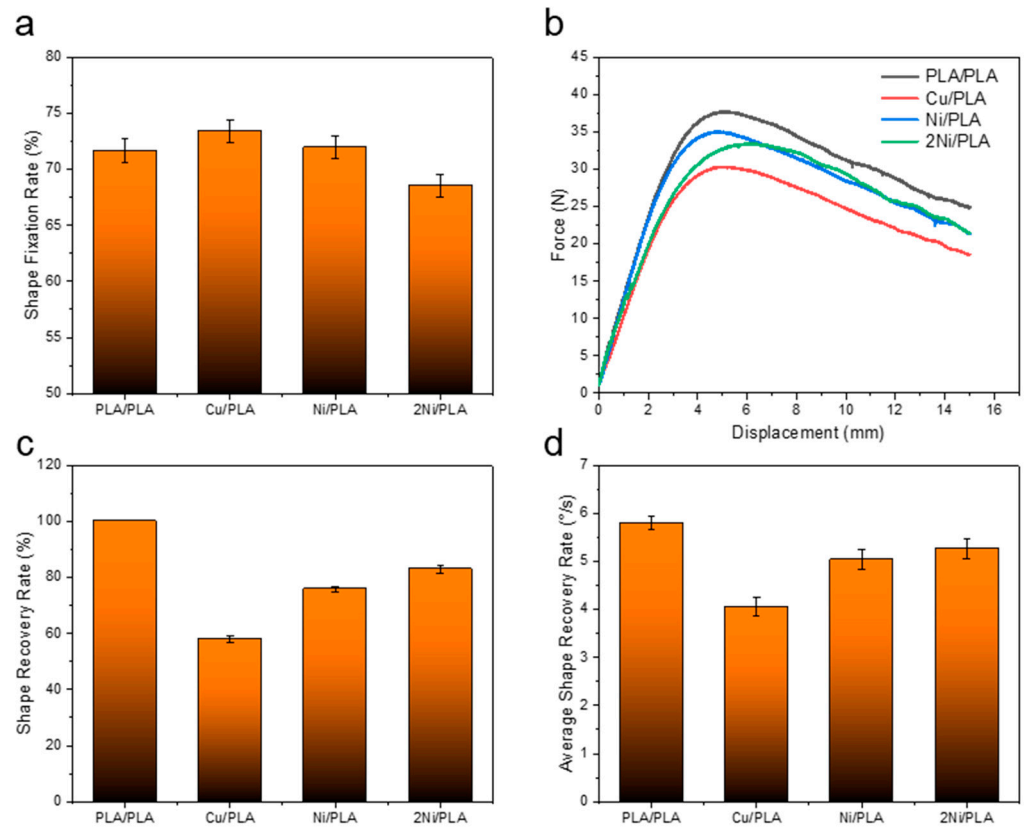 a
Shape Fixation Rate (%)
80
75
70
65
60
55
50
PLA/PLA Cu/PLA Ni/PLA 2Ni/PLA
b
Force (N)
45
40
35
30
25
20
15
10
5
0
PLA/PLA
Cu/PLA
Ni/PLA
2Ni/PLA
0 2 4 6 8 10 12 14 16
Displacement (mm)
c
Shape Recovery Rate (%)
120
100
80
60
40
20
0
PLA/PLA Cu/PLA Ni/PLA 2Ni/PLA
d
Average Shape Recovery Rate (°/s)
7
6
5
4
3
2
1
0
PLA/PLA Cu/PLA Ni/PLA 2Ni/PLA